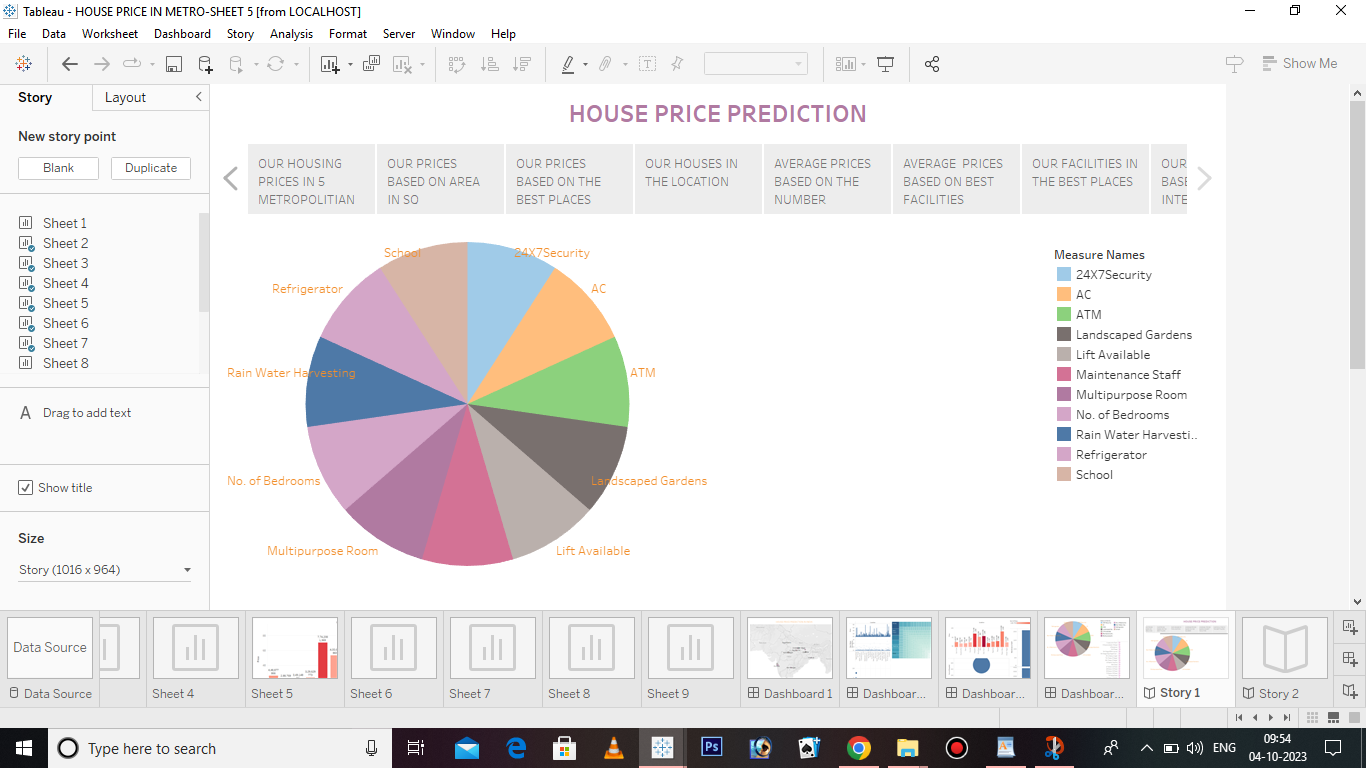 Tableau - HOUSE PRICE IN METRO-SHEET 5 [from LOCALHOST]
File Data Worksheet Dashboard Story Analysis Format Server Window Help
Show Me
Story Layout
New story point
Blank Duplicate
Sheet 1
Sheet 2
Sheet 3
Sheet 4
Sheet 5
Sheet 6
Sheet 7
Sheet 8
A Drag to add text
Show title
Size
Story (1016 x 964)
HOUSE PRICE PREDICTION
OUR HOUSING
PRICES IN 5
METROPOLITIAN
OUR PRICES
BASED ON AREA
IN SO
OUR PRICES
BASED ON THE
BEST PLACES
OUR HOUSES IN
THE LOCATION
AVERAGE PRICES
BASED ON THE
NUMBER
AVERAGE PRICES
BASED ON BEST
FACILITIES
OUR FACILITIES IN
THE BEST PLACES
OUR
BASE
INTE
School
24X7Security
Refrigerator
AC
Rain Water Harvesting
ATM
No. of Bedrooms
Landscaped Gardens
Multipurpose Room
Lift Available
Measure Names
24X7Security
AC
ATM
Landscaped Gardens
Lift Available
Maintenance Staff
Multipurpose Room
No. of Bedrooms
Rain Water Harvesti..
Refrigerator
School
Data Source
Data Source
Sheet 4
Sheet 5
Sheet 6
Sheet 7
Sheet 8
Sheet 9
Dashboard 1
Dashboar...
Dashboar...
Dashboar...
Story 1
Story 2
Type here to search
Ps
ENG
09:54
04-10-2023